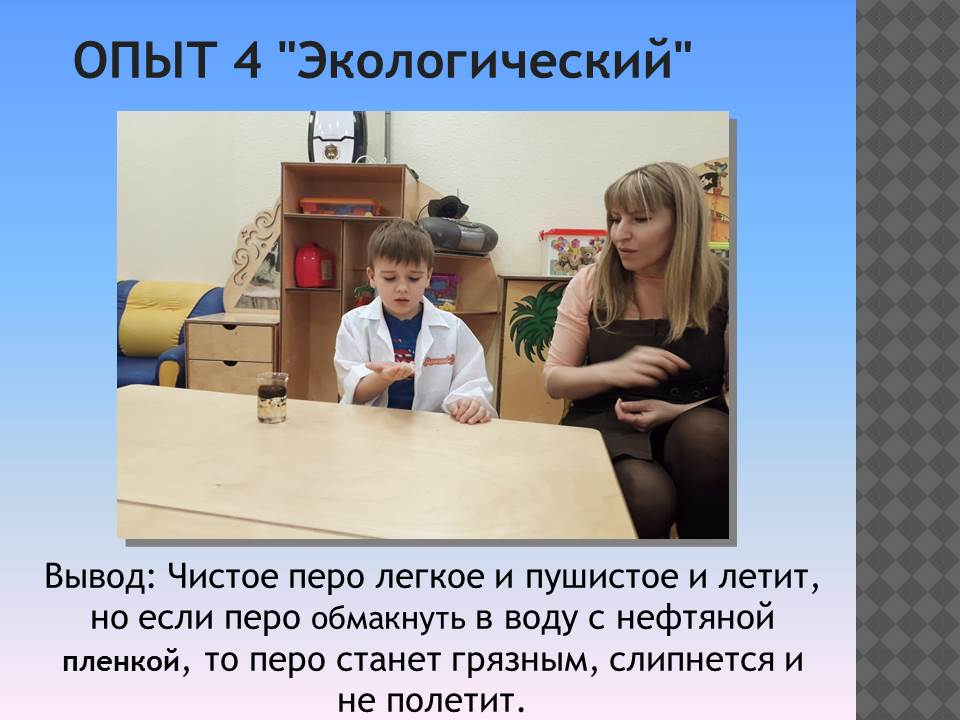 ОПЫТ 4 "Экологический"
Вывод: Чистое перо легкое и пушистое и летит,
но если перо обмакнуть в воду с нефтяной
пленкой, то перо станет грязным, слипнется и
не полетит.